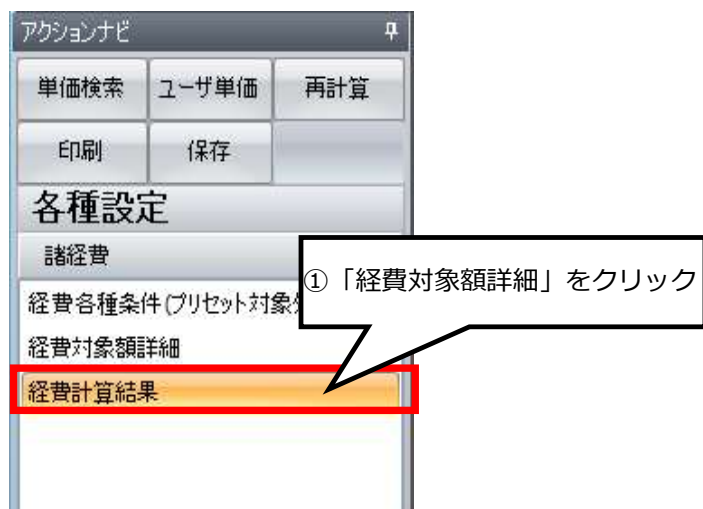 アクションナビ
単価検索 ユーザ単価 再計算
印刷 保存
各種設定
諸経費
①「経費対象額詳細」をクリック
経費各種条件(プリセット対象
経費対象額詳細
経費計算結果